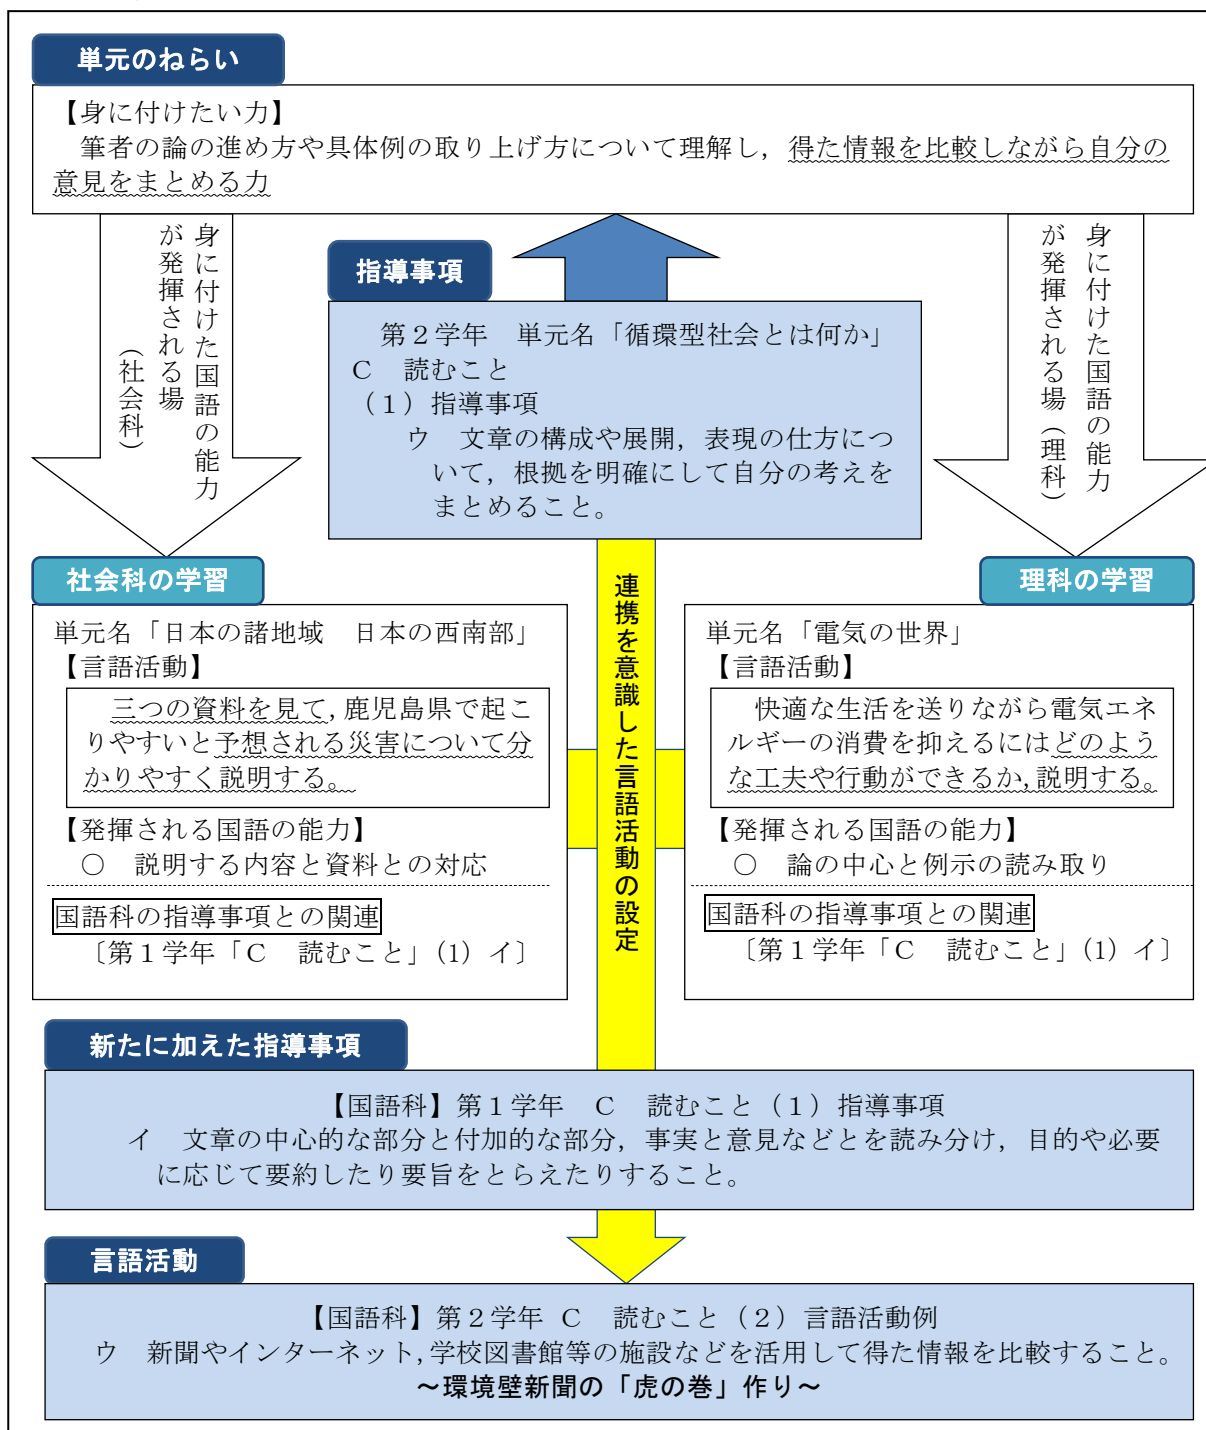 単元のねらい
【身に付けたい力】
　筆者の論の進め方や具体例の取り上げ方について理解し，得た情報を比較しながら自分の
意見をまとめる力
身に付けた国語の能力
が発揮される場
（社会科）
指導事項
第２学年　単元名「循環型社会とは何か」
Ｃ　読むこと
（１）指導事項
ウ　文章の構成や展開，表現の仕方につ
いて，根拠を明確にして自分の考えを
まとめること。
身に付けた国語の能力
が発揮される場（理科）
社会科の学習
単元名「日本の諸地域　日本の西南部」
【言語活動】
三つの資料を見て，鹿児島県で起こ
りやすいと予想される災害について分
かりやすく説明する。
【発揮される国語の能力】
○　説明する内容と資料との対応
国語科の指導事項との関連
〔第１学年「Ｃ　読むこと」(1) イ〕
連携を意識した言語活動の設定
理科の学習
単元名「電気の世界」
【言語活動】
快適な生活を送りながら電気エネ
ルギーの消費を抑えるにはどのよう
な工夫や行動ができるか，説明する。
【発揮される国語の能力】
○　論の中心と例示の読み取り
国語科の指導事項との関連
〔第１学年「Ｃ　読むこと」(1) イ〕
新たに加えた指導事項
【国語科】第１学年　Ｃ　読むこと（１）指導事項
イ　文章の中心的な部分と付加的な部分，事実と意見などとを読み分け，目的や必要
に応じて要約したり要旨をとらえたりすること。
言語活動
【国語科】第２学年 Ｃ　読むこと（２）言語活動例
ウ　新聞やインターネット，学校図書館等の施設などを活用して得た情報を比較すること。
～環境壁新聞の「虎の巻」作り～